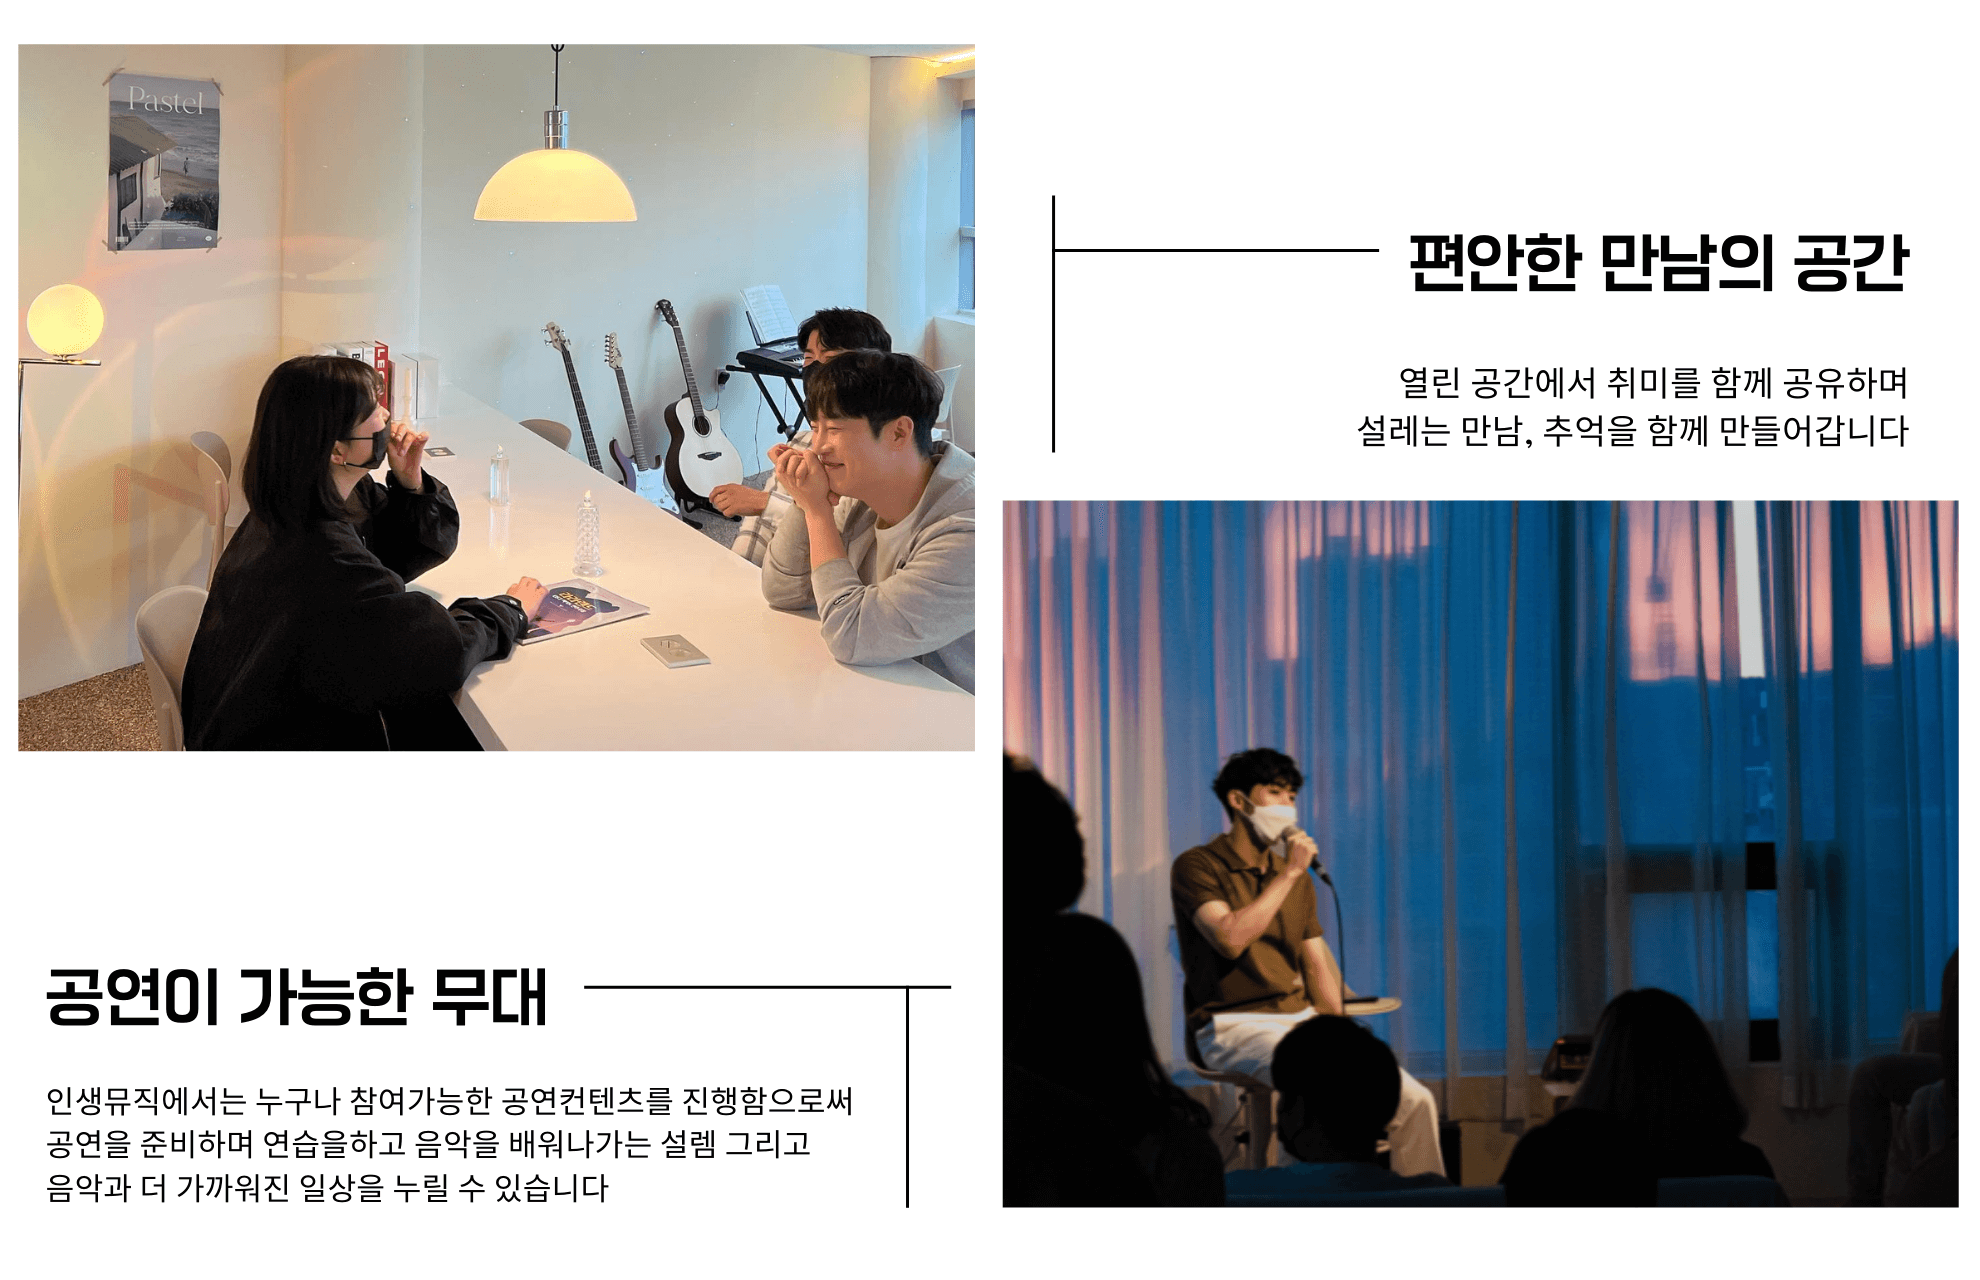 Pastel
편안한 만남의 공간
열린 공간에서 취미를 함께 공유하며
설레는 만남, 추억을 함께 만들어갑니다
공연이 가능한 무대
인생뮤직에서는 누구나 참여가능한 공연컨텐츠를 진행함으로써
공연을 준비하며 연습을하고 음악을 배워나가는 설렘 그리고
음악과 더 가까워진 일상을 누릴 수 있습니다